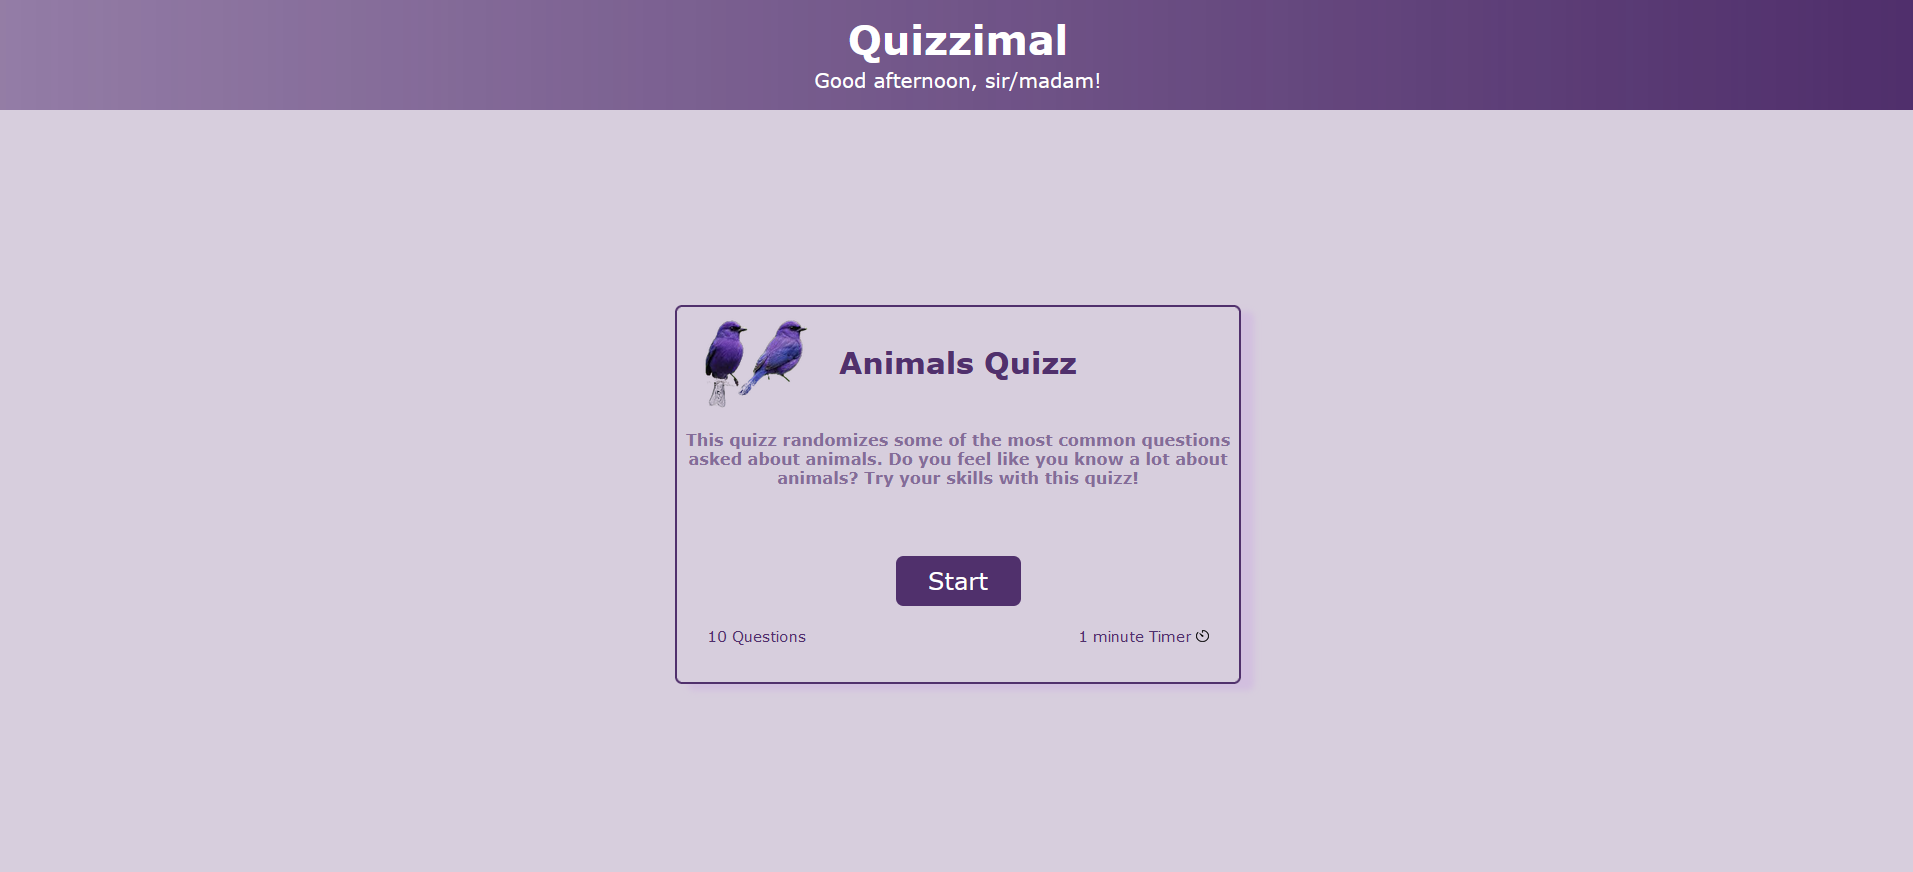 Quizzimal
Good afternoon, sir/madam!
Animals Quizz
This quizz randomizes some of the most common questions
asked about animals. Do you feel like you know a lot about
animals? Try your skills with this quizz!
Start
10 Questions
1 minute Timer